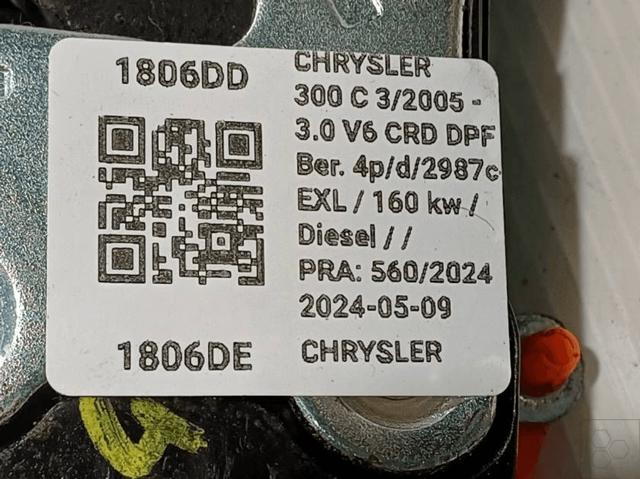 1806DD
CHRYSLER
300 C 3/2005 -
3.0 V6 CRD DPF
Ber. 4p/d/2987c
EXL / 160 kw /
Diesel / /
PRA: 560/2024
2024-05-09
1806DE
CHRYSLER